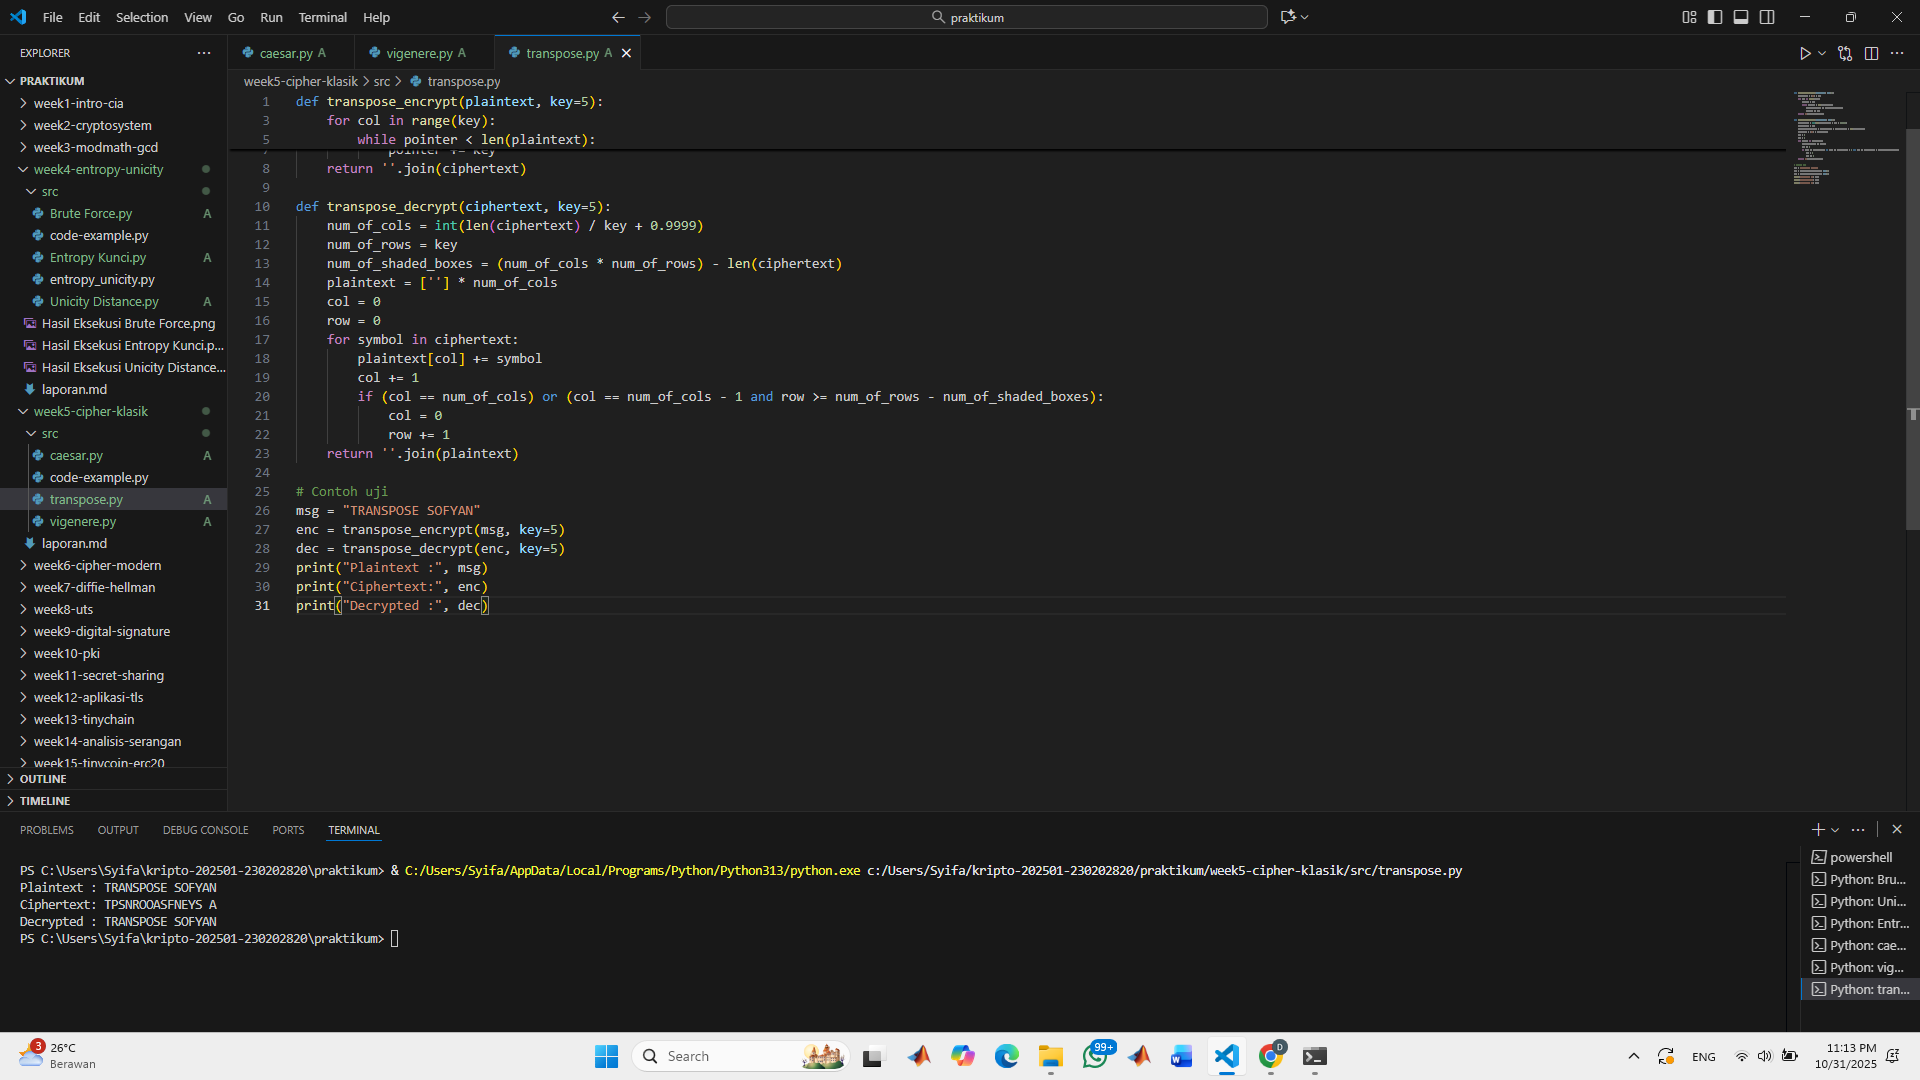 File Edit Selection View Go Run Terminal Help
praktikum
EXPLORER
PRAKTIKUM
week1-intro-cia
week2-cryptosystem
week3-modmath-gcd
week4-entropy-unicity
src
Brute Force.py A
code-example.py
Entropy Kunci.py A
entropy_unicity.py
Unicity Distance.py A
Hasil Eksekusi Brute Force.png
Hasil Eksekusi Entropy Kunci.p...
Hasil Eksekusi Unicity Distance...
laporan.md
week5-cipher-klasik
src
caesar.py A
code-example.py
transpose.py A
vigenere.py A
laporan.md
week6-cipher-modern
week7-diffie-hellman
week8-uts
week9-digital-signature
week10-pki
week11-secret-sharing
week12-aplikasi-tls
week13-tinychain
week14-analisis-serangan
week15-tinycoin-erc20
OUTLINE
TIMELINE
caesar.py A vigenere.py A transpose.py A
week5-cipher-klasik > src > transpose.py
1 def transpose_encrypt(plaintext, key=5):
3 for col in range(key):
5 while pointer < len(plaintext):
7 pointer += key
8 return ''.join(ciphertext)
9
10 def transpose_decrypt(ciphertext, key=5):
11 num_of_cols = int(len(ciphertext) / key + 0.9999)
12 num_of_rows = key
13 num_of_shaded_boxes = (num_of_cols * num_of_rows) - len(ciphertext)
14 plaintext = [''] * num_of_cols
15 col = 0
16 row = 0
17 for symbol in ciphertext:
18 plaintext[col] += symbol
19 col += 1
20 if (col == num_of_cols) or (col == num_of_cols - 1 and row >= num_of_rows - num_of_shaded_boxes):
21 col = 0
22 row += 1
23 return ''.join(plaintext)
24
25 # Contoh uji
26 msg = "TRANSPOSE SOFYAN"
27 enc = transpose_encrypt(msg, key=5)
28 dec = transpose_decrypt(enc, key=5)
29 print("Plaintext :", msg)
30 print("Ciphertext:", enc)
31 print("Decrypted :", dec)
PROBLEMS OUTPUT DEBUG CONSOLE PORTS TERMINAL
PS C:\Users\Syifa\kripto-202501-230202820\praktikum> & C:/Users/Syifa/AppData/Local/Programs/Python/Python313/python.exe c:/Users/Syifa/kripto-202501-230202820/praktikum/week5-cipher-klasik/src/transpose.py
Plaintext : TRANSPOSE SOFYAN
Ciphertext: TPSNROOASFNEYS A
Decrypted : TRANSPOSE SOFYAN
PS C:\Users\Syifa\kripto-202501-230202820\praktikum>
powershell
Python: Bru...
Python: Uni...
Python: Entr...
Python: cae...
Python: vig...
Python: tran...
3
26°C
Berawan
Search
99+
D
ENG
11:13 PM
10/31/2025